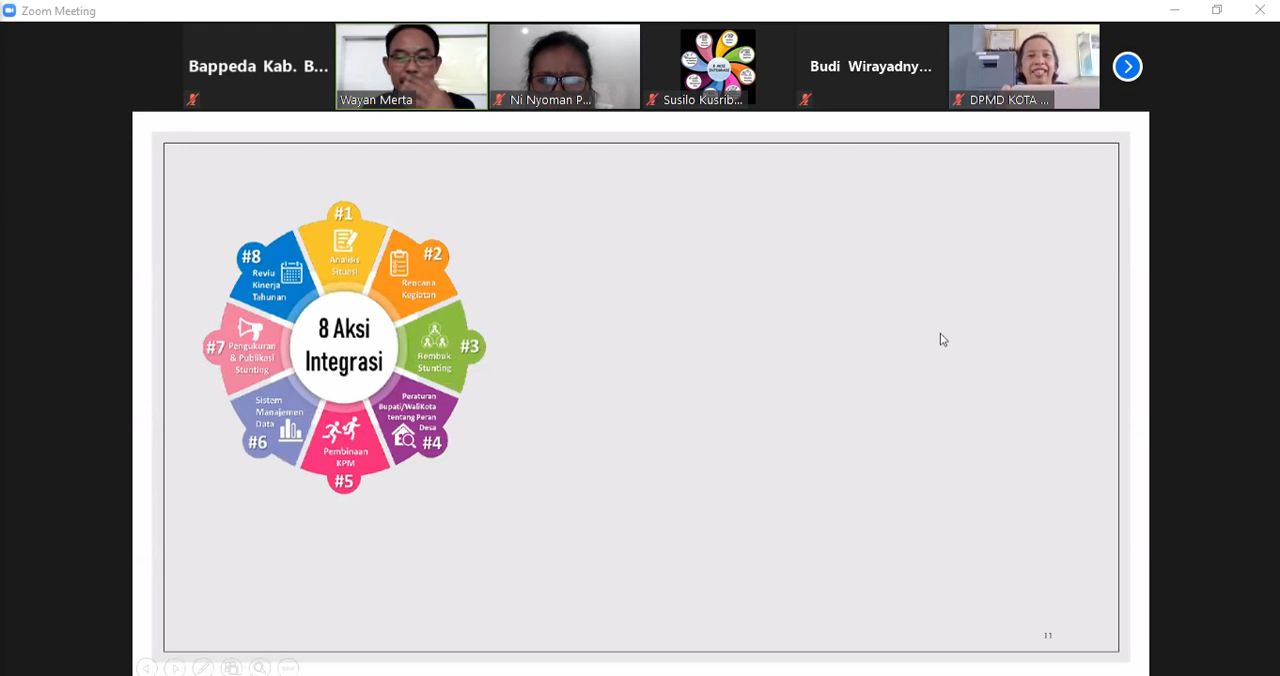 Zoom Meeting
Bappeda Kab. B...
Wayan Merta
Ni Nyoman P...
Susilo Kusrib...
Budi Wirayadny...
DPMD KOTA ...
8 Aksi
Integrasi
#1
Analisis
Situasi
#2
Rencana
Kegiatan
#3
Rembuk
Stunting
Peraturan
Bupati/WaliKota
tentang Peran
Desa
#4
Pembinaan
KPM
#5
Sistem
Manajemen
Data
#6
#7
Pengukuran
& Publikasi
Stunting
#8
Reviu
Kinerja
Tahunan
11